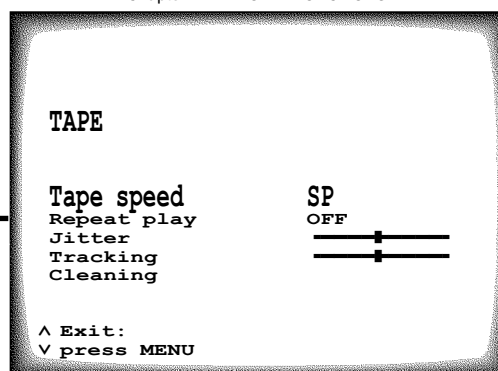 TAPE
Tape speed SP
Repeat play OFF
Jitter
Tracking
Cleaning
^ Exit:
v press MENU